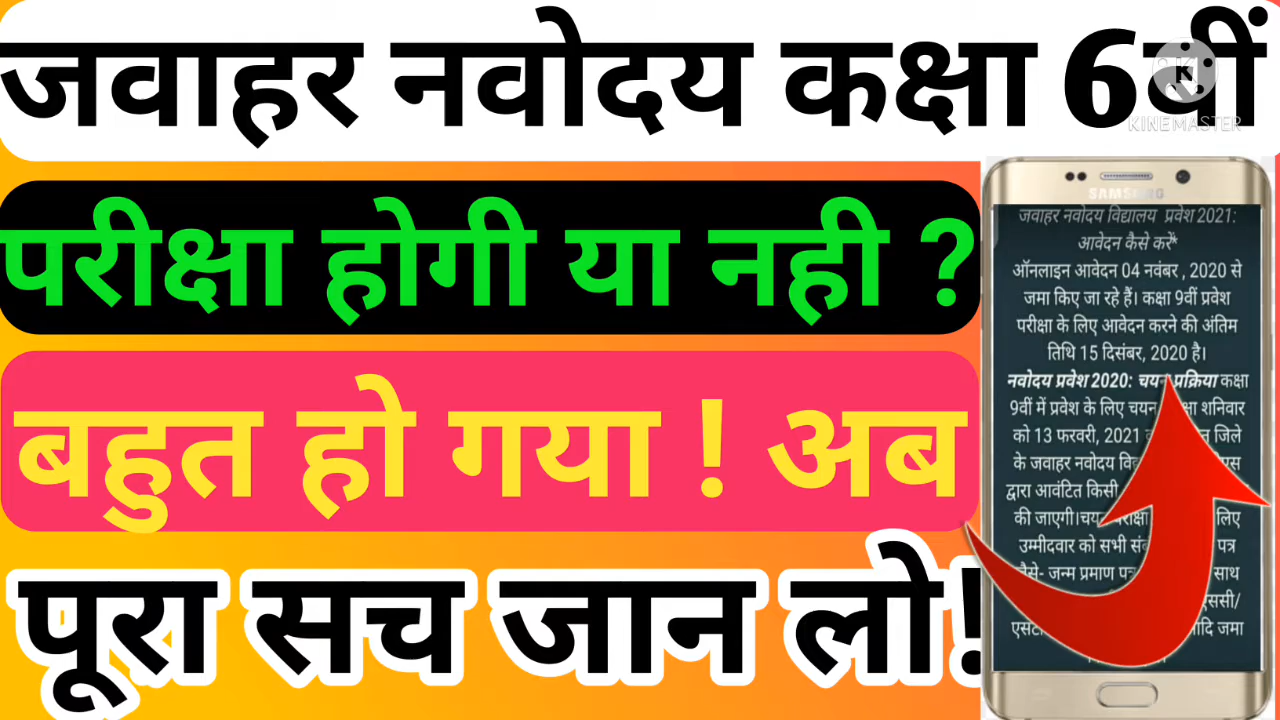 जवाहर नवोदय कक्षा 6वीं
KINEMASTER
परीक्षा होगी या नही ?
बहुत हो गया ! अब
पूरा सच जान लो!
SAMSUNG
जवाहर नवोदय विद्यालय प्रवेश 2021:
आवेदन कैसे करें*
ऑनलाइन आवेदन 04 नवंबर , 2020 से
जमा किए जा रहे हैं। कक्षा 9वीं प्रवेश
परीक्षा के लिए आवेदन करने की अंतिम
तिथि 15 दिसंबर, 2020 है।
नवोदय प्रवेश 2020: चयन प्रक्रिया कक्षा
9वीं में प्रवेश के लिए चयन शनिवार
को 13 फरवरी, 2021 जिले
के जवाहर नवोदय
द्वारा आवंटित किसी
की जाएगी। लिए
उम्मीदवार को सभी पत्र
जैसे- जन्म प्रमाण साथ
एससी/
जमा